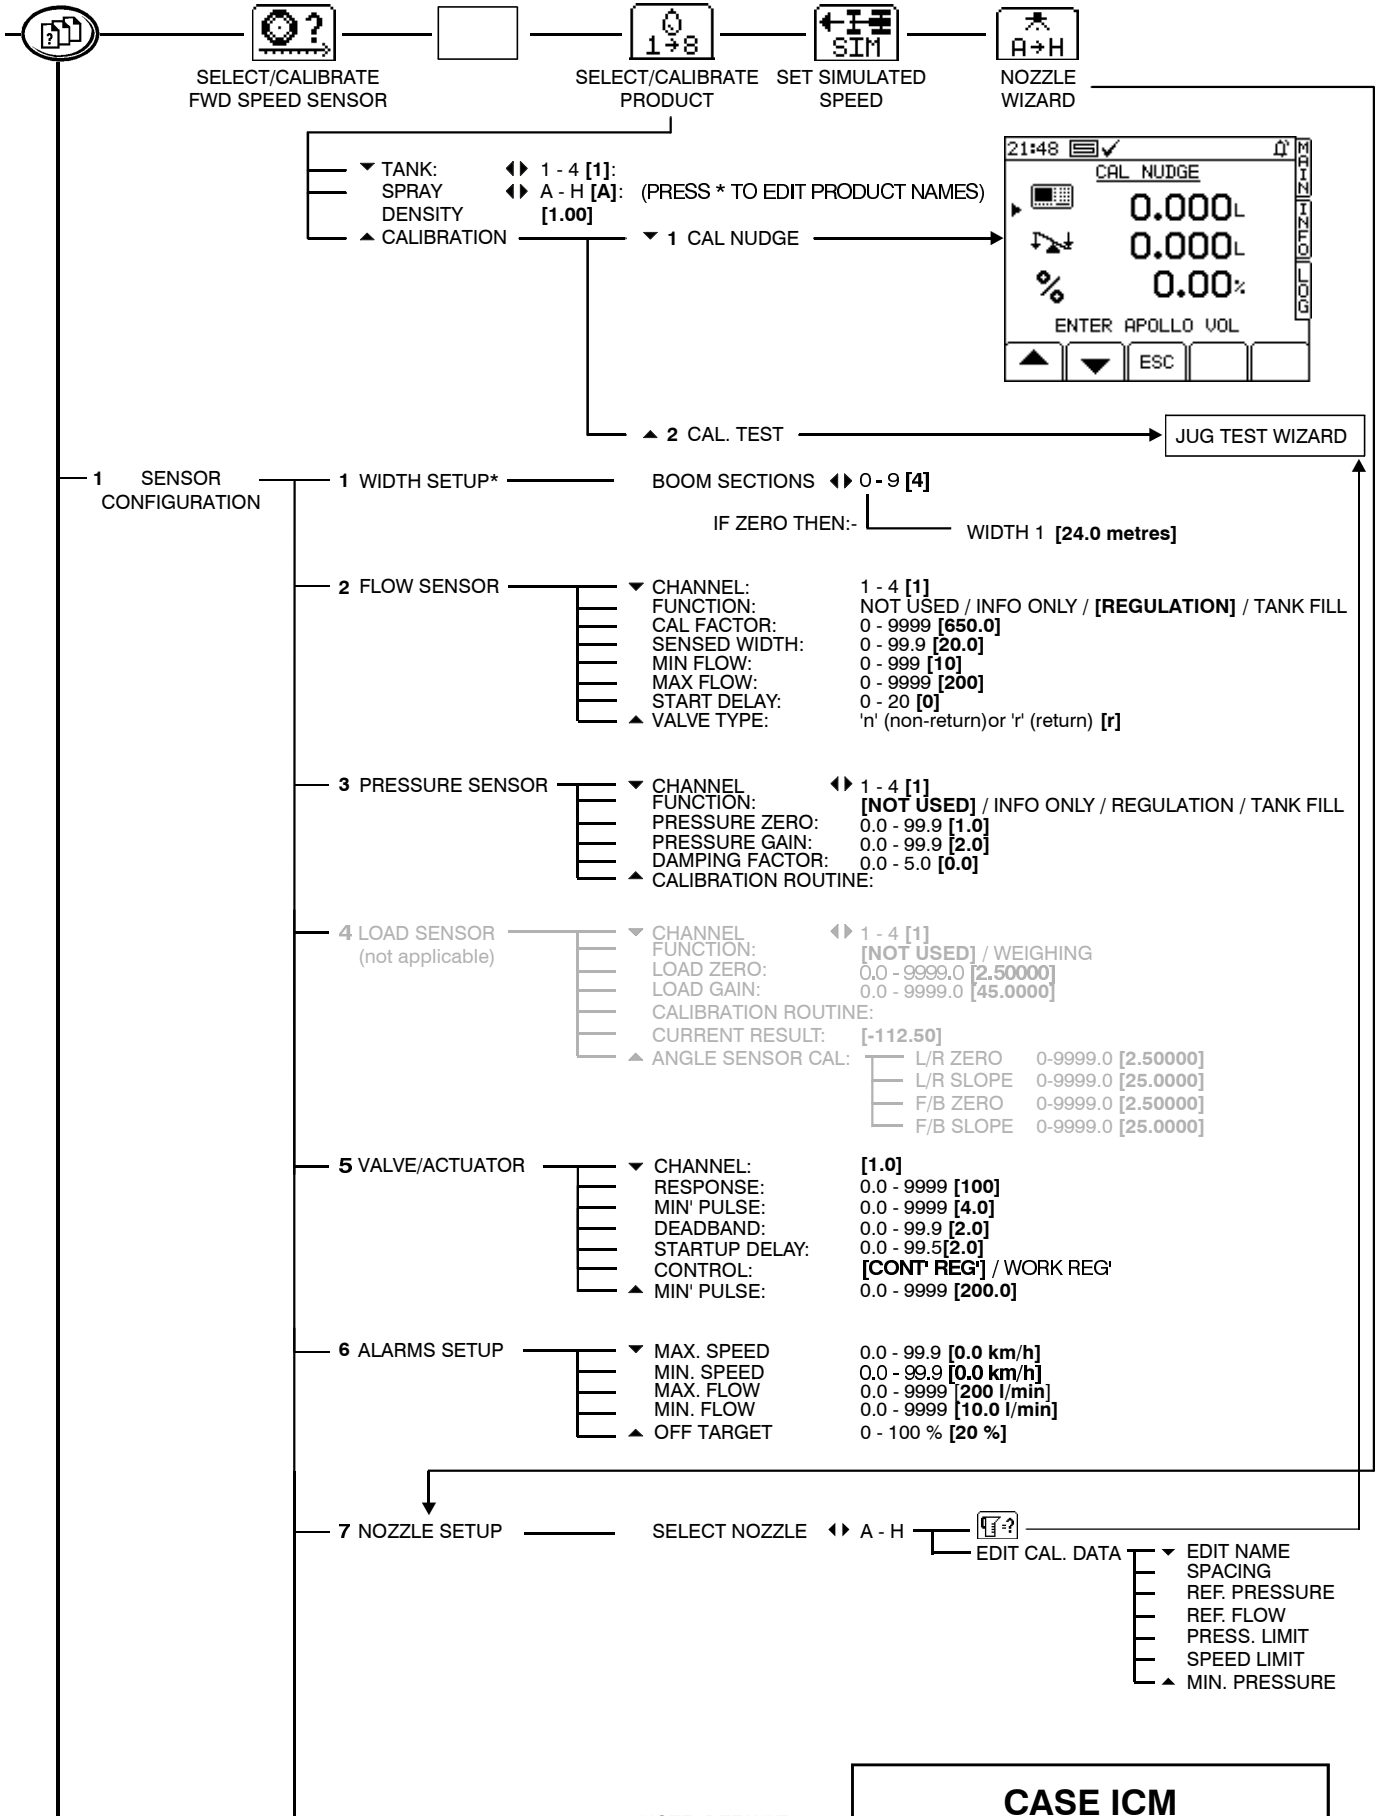 ?
1→8
SIM
A→H
SELECT/CALIBRATE
FWD SPEED SENSOR
SELECT/CALIBRATE
PRODUCT
SET SIMULATED
SPEED
NOZZLE
WIZARD
TANK: 1 - 4 [1]:
SPRAY A - H [A]: (PRESS * TO EDIT PRODUCT NAMES)
DENSITY [1.00]
CALIBRATION
1 CAL NUDGE
21:48
CAL NUDGE
0.000L
0.000L
% 0.00%
ENTER APOLLO VOL
ESC
MAIN
INFO
LOG
2 CAL. TEST
JUG TEST WIZARD
1 SENSOR
CONFIGURATION
1 WIDTH SETUP*
BOOM SECTIONS 0 - 9 [4]
IF ZERO THEN:-
WIDTH 1 [24.0 metres]
2 FLOW SENSOR
CHANNEL: 1 - 4 [1]
FUNCTION: NOT USED / INFO ONLY / [REGULATION] / TANK FILL
CAL FACTOR: 0 - 9999 [650.0]
SENSED WIDTH: 0 - 99.9 [20.0]
MIN FLOW: 0 - 999 [10]
MAX FLOW: 0 - 9999 [200]
START DELAY: 0 - 20 [0]
VALVE TYPE: 'n' (non-return)or 'r' (return) [r]
3 PRESSURE SENSOR
CHANNEL 1 - 4 [1]
FUNCTION: [NOT USED] / INFO ONLY / REGULATION / TANK FILL
PRESSURE ZERO: 0.0 - 99.9 [1.0]
PRESSURE GAIN: 0.0 - 99.9 [2.0]
DAMPING FACTOR: 0.0 - 5.0 [0.0]
CALIBRATION ROUTINE:
4 LOAD SENSOR
(not applicable)
CHANNEL 1 - 4 [1]
FUNCTION: [NOT USED] / WEIGHING
LOAD ZERO: 0.0 - 9999.0 [2.50000]
LOAD GAIN: 0.0 - 9999.0 [45.0000]
CALIBRATION ROUTINE:
CURRENT RESULT: [-112.50]
ANGLE SENSOR CAL:
L/R ZERO 0-9999.0 [2.50000]
L/R SLOPE 0-9999.0 [25.0000]
F/B ZERO 0-9999.0 [2.50000]
F/B SLOPE 0-9999.0 [25.0000]
5 VALVE/ACTUATOR
CHANNEL: [1.0]
RESPONSE: 0.0 - 9999 [100]
MIN' PULSE: 0.0 - 9999 [4.0]
DEADBAND: 0.0 - 99.9 [2.0]
STARTUP DELAY: 0.0 - 99.5[2.0]
CONTROL: [CONT' REG'] / WORK REG'
MIN' PULSE: 0.0 - 9999 [200.0]
6 ALARMS SETUP
MAX. SPEED 0.0 - 99.9 [0.0 km/h]
MIN. SPEED 0.0 - 99.9 [0.0 km/h]
MAX. FLOW 0.0 - 9999 [200 l/min]
MIN. FLOW 0.0 - 9999 [10.0 l/min]
OFF TARGET 0 - 100 % [20 %]
7 NOZZLE SETUP
SELECT NOZZLE A - H
=?
EDIT CAL. DATA
EDIT NAME
SPACING
REF. PRESSURE
REF. FLOW
PRESS. LIMIT
SPEED LIMIT
MIN. PRESSURE
CASE ICM